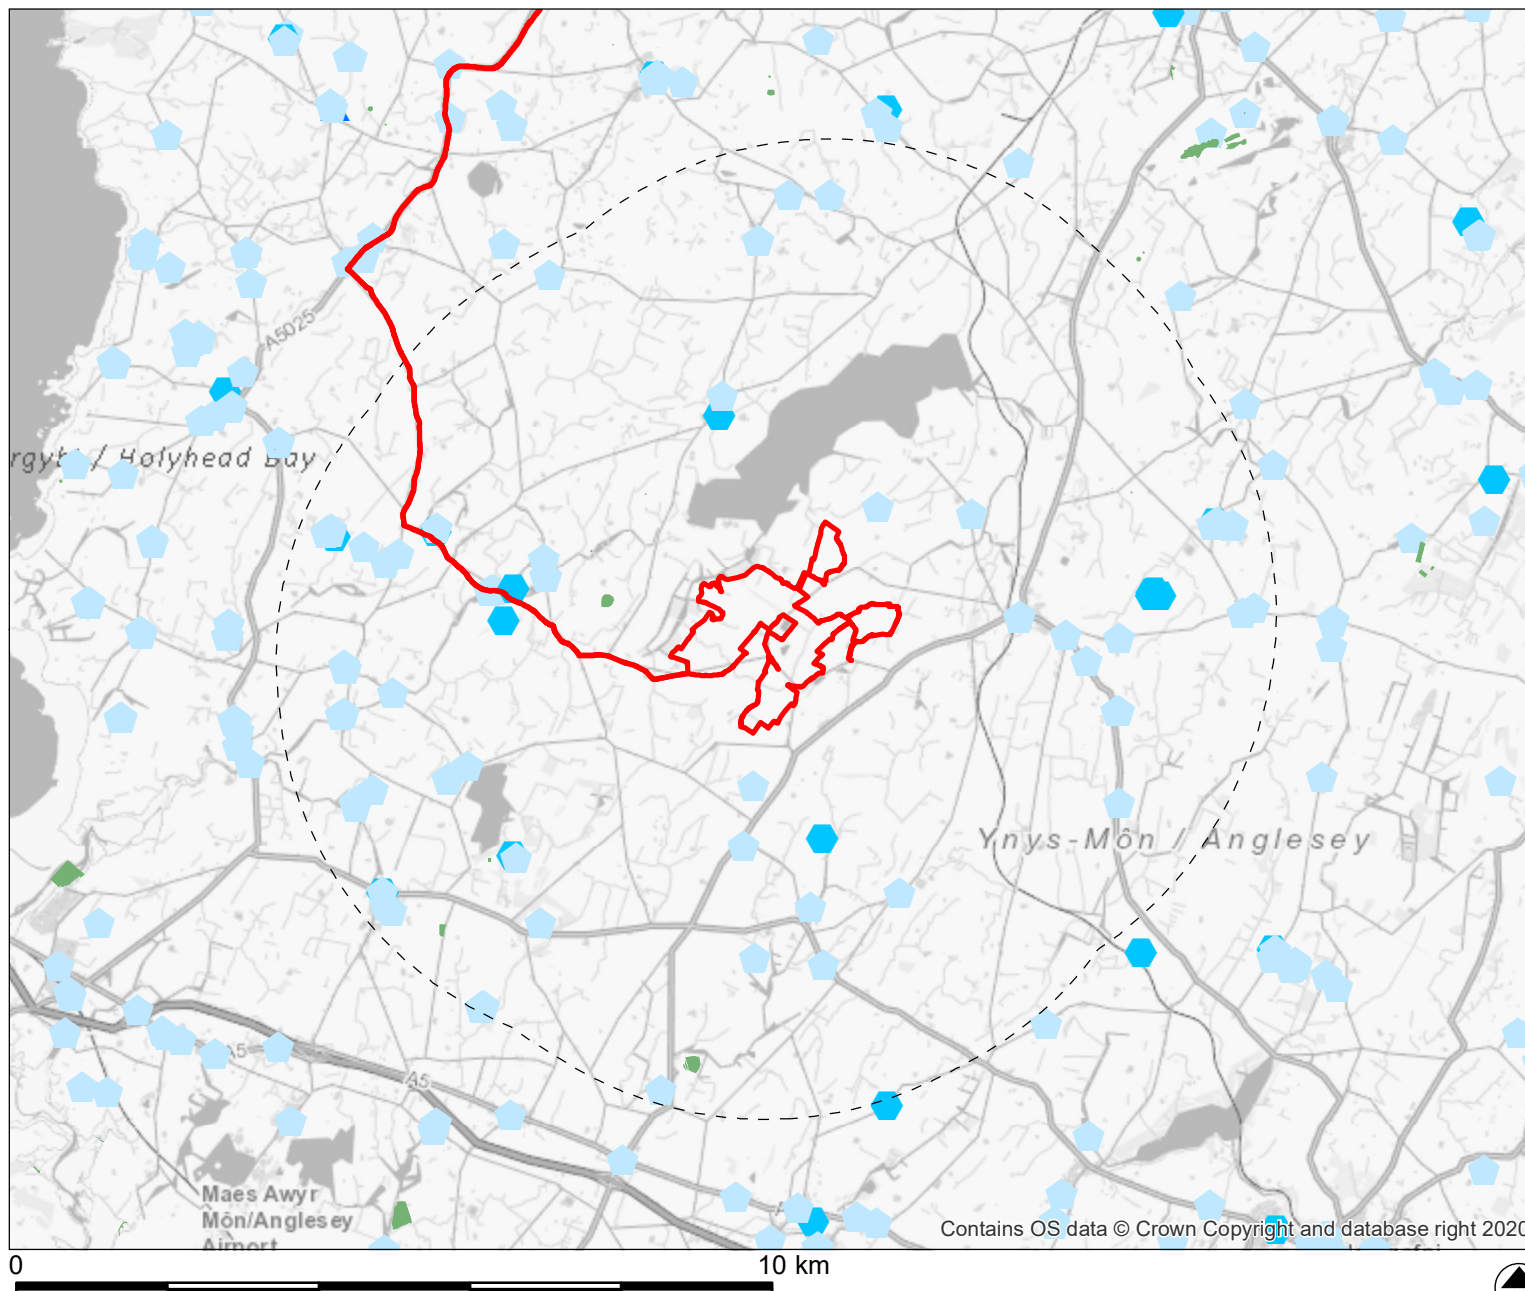 A5025
/ Holyhead Bay
Ynys-Môn / Anglesey
A5
A5
Maes Awyr
Môn/Anglesey
Airport
Contains OS data © Crown Copyright and database right 2020
0
10 km